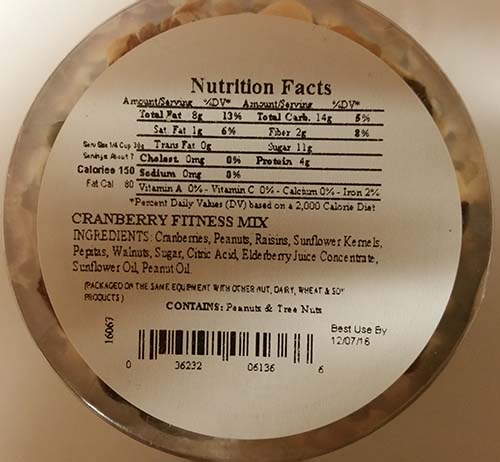 Nutrition Facts
Amount/Serving %DV* Amount/Serving %DV*
Total Fat 8g 13% Total Carb. 14g 5%
Sat. Fat 1g 6% Fiber 2g 8%
Serv Size 1/4 Cup 30g Trans Fat 0g Sugar 11g
Servings About 7 Cholest. 0mg 0% Protein 4g
Calories 150 Sodium 0mg 0%
Fat Cal 80 Vitamin A 0% - Vitamin C 0% - Calcium 0% - Iron 2%
*Percent Daily Values (DV) based on a 2,000 Calorie Diet
CRANBERRY FITNESS MIX
INGREDIENTS: Cranberries, Peanuts, Raisins, Sunflower Kernels,
Pepitas, Walnuts, Sugar, Citric Acid, Elderberry Juice Concentrate,
Sunflower Oil, Peanut Oil.
(PACKAGED ON THE SAME EQUIPMENT WITH OTHER NUT, DAIRY, WHEAT & SOY
PRODUCTS)
CONTAINS: Peanuts & Tree Nuts
16067
Best Use By
12/07/16
0 36232 06136 6